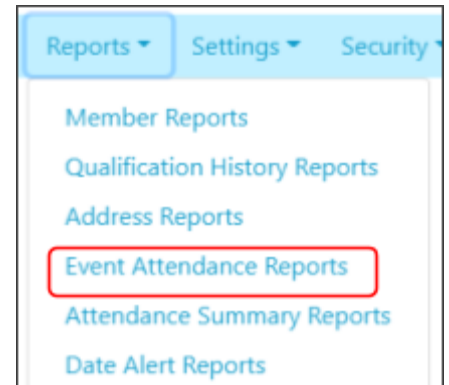 Reports Settings Security
Member Reports
Qualification History Reports
Address Reports
Event Attendance Reports
Attendance Summary Reports
Date Alert Reports